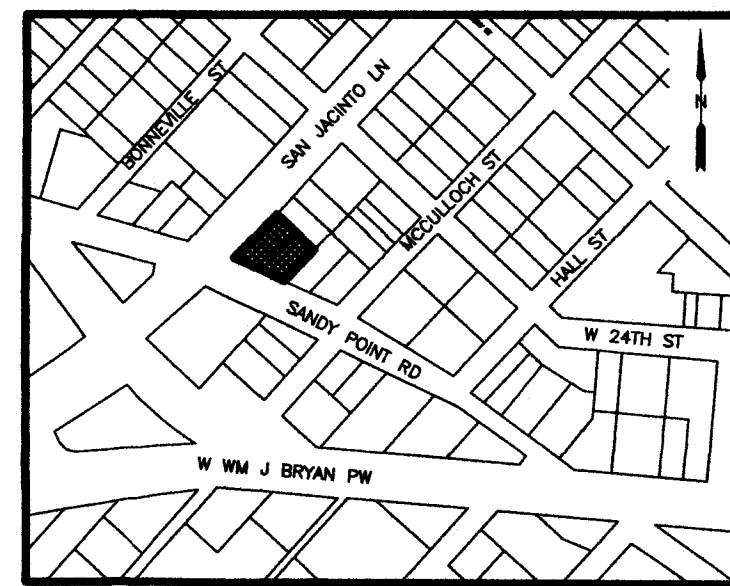 BONNEVILLE ST
SAN JACINTO LN
N
MCCULLOCH ST
HALL ST
SANDY POINT RD
W 24TH ST
W WM J BRYAN PW